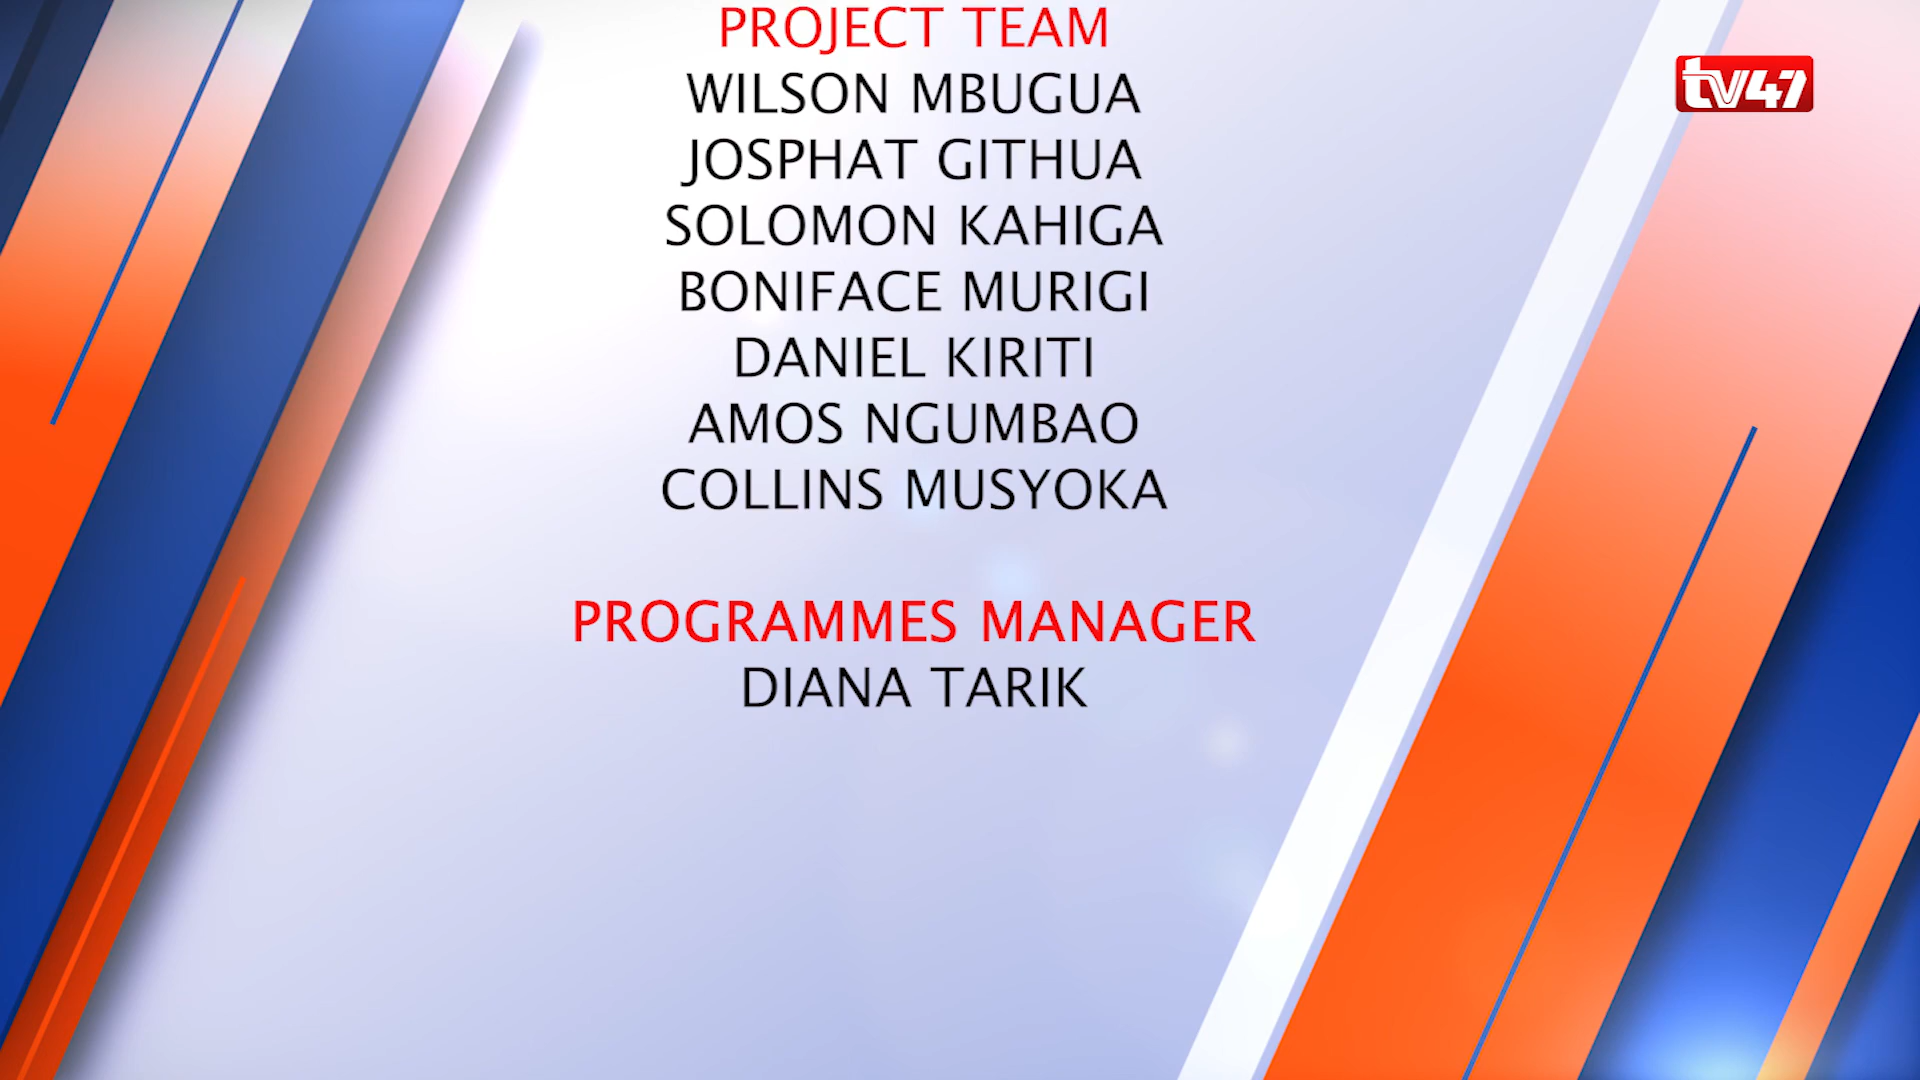 PROJECT TEAM
tv47
WILSON MBUGUA
JOSPHAT GITHUA
SOLOMON KAHIGA
BONIFACE MURIGI
DANIEL KIRITI
AMOS NGUMBAO
COLLINS MUSYOKA
PROGRAMMES MANAGER
DIANA TARIK